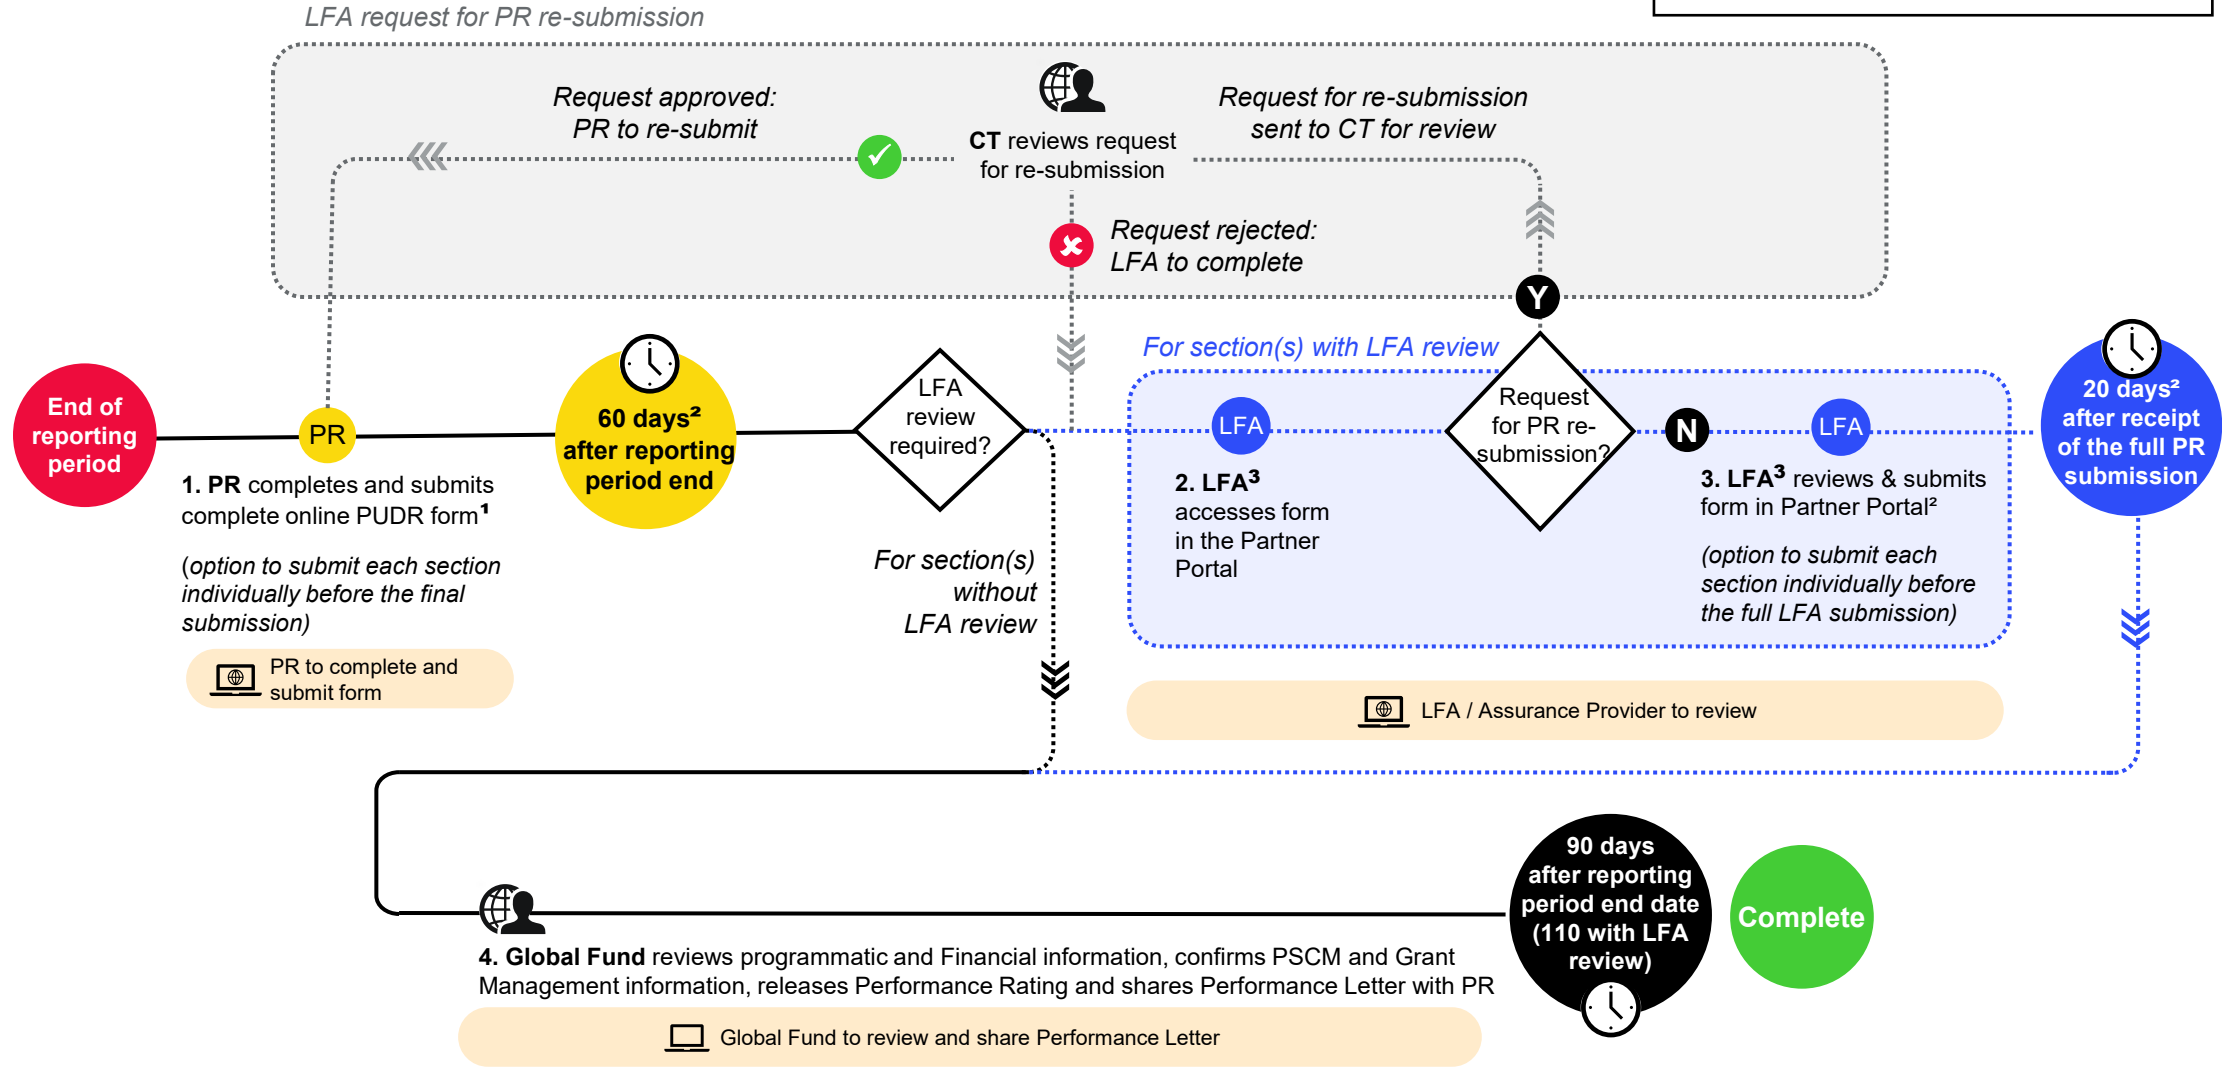 LFA request for PR re-submission
Request approved:
PR to re-submit
CT reviews request
for re-submission
Request for re-submission
sent to CT for review
Request rejected:
LFA to complete
Y
For section(s) with LFA review
End of
reporting
period
PR
1. PR completes and submits
complete online PUDR form¹
(option to submit each section
individually before the final
submission)
PR to complete and
submit form
60 days²
after reporting
period end
LFA
review
required?
For section(s)
without
LFA review
LFA
2. LFA³
accesses form
in the Partner
Portal
Request
for PR re-
submission?
N
LFA
3. LFA³ reviews & submits
form in Partner Portal²
(option to submit each
section individually before
the full LFA submission)
LFA / Assurance Provider to review
20 days²
after receipt
of the full PR
submission
4. Global Fund reviews programmatic and Financial information, confirms PSCM and Grant
Management information, releases Performance Rating and shares Performance Letter with PR
Global Fund to review and share Performance Letter
90 days
after reporting
period end date
(110 with LFA
review)
Complete